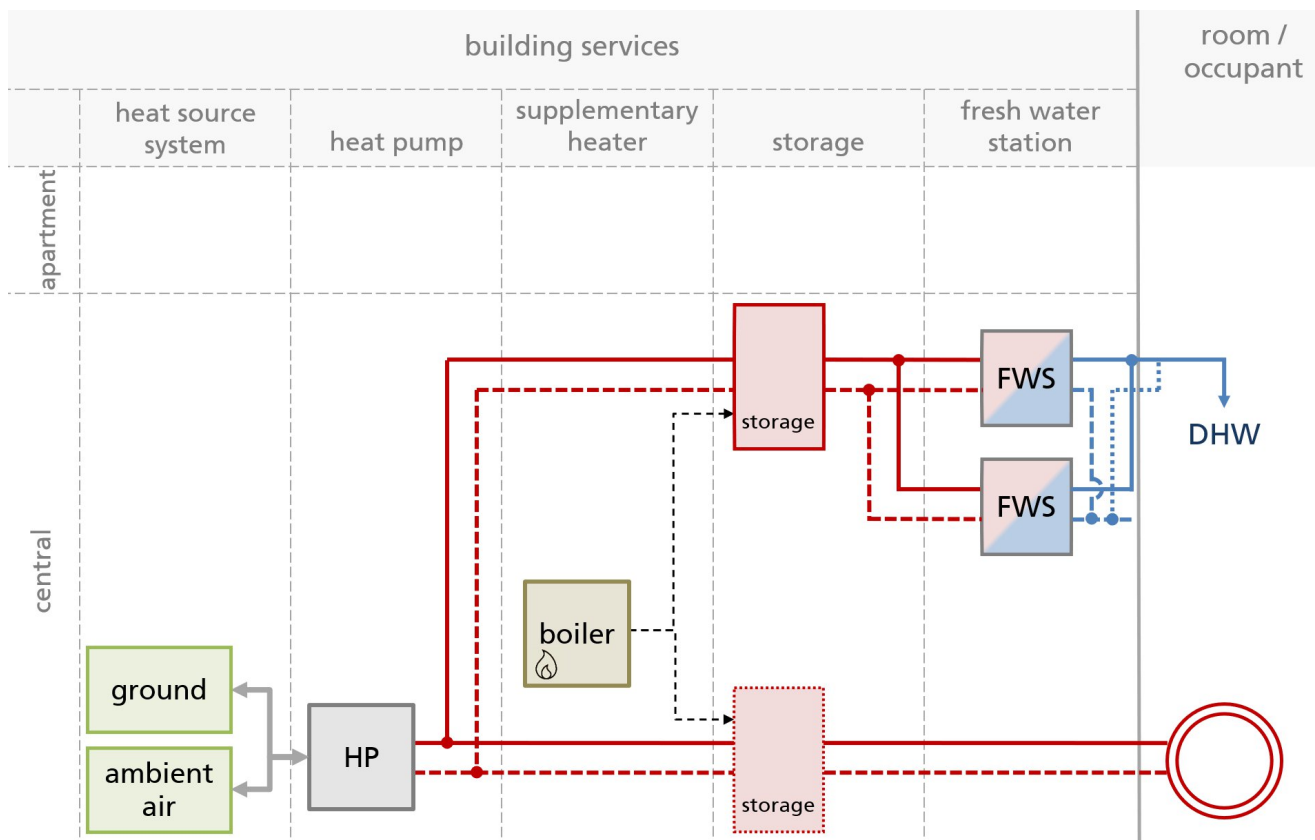 building services
room /
occupant
heat source
system
heat pump
supplementary
heater
storage
fresh water
station
apartment
central
storage
FWS
DHW
FWS
boiler
ground
ambient
air
HP
storage